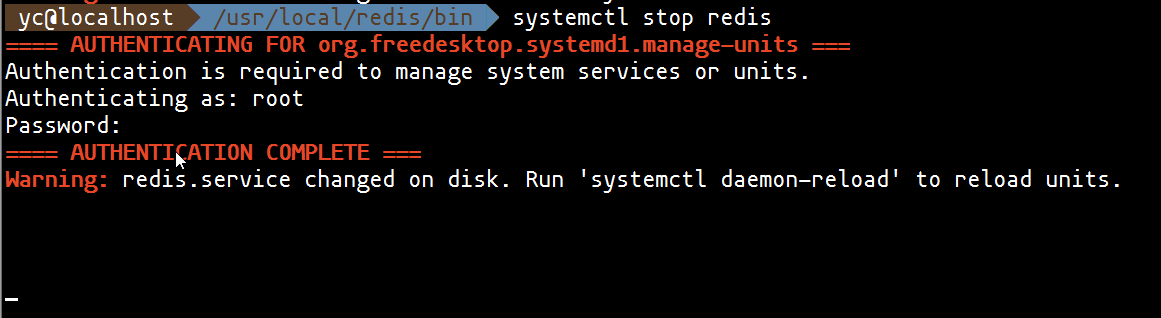 yc@localhost /usr/local/redis/bin systemctl stop redis
==== AUTHENTICATING FOR org.freedesktop.systemd1.manage-units ===
Authentication is required to manage system services or units.
Authenticating as: root
Password:
==== AUTHENTICATION COMPLETE ===
Warning: redis.service changed on disk. Run 'systemctl daemon-reload' to reload units.